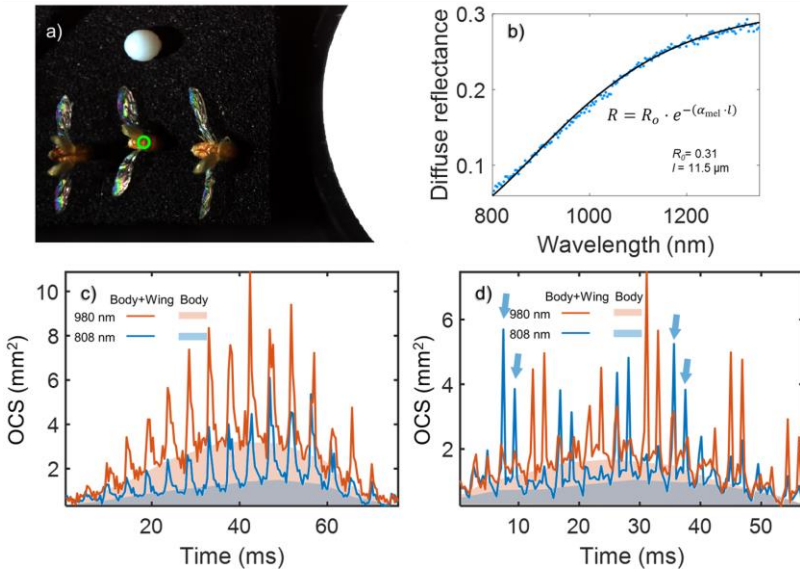 a)
b)
0.3
0.2
0.1
Diffuse reflectance
R = Rₒ · e^−(α_mel·l)
R₀= 0.31
l = 11.5 µm
800
1000
1200
Wavelength (nm)
c)
Body+Wing Body
980 nm
808 nm
10
8
6
4
2
OCS (mm²)
20
40
60
Time (ms)
d)
Body+Wing Body
980 nm
808 nm
6
4
2
OCS (mm²)
10
20
30
40
50
Time (ms)